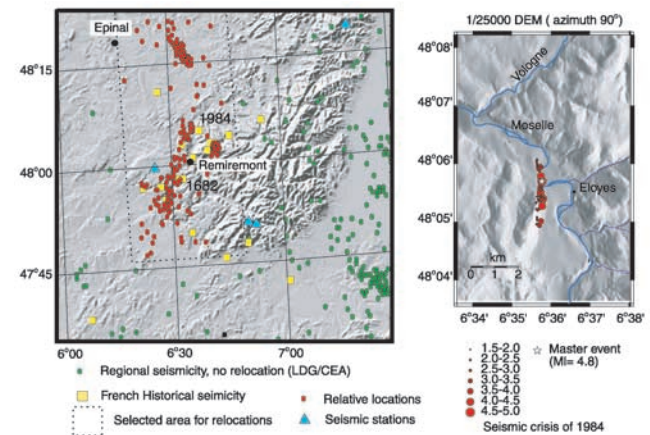 Epinal
48°15'
1984
48°00'
Remiremont
1682
47°45'
6°00
6°30'
7°00'
Regional seismicity, no relocation (LDG/CEA)
French Historical seimicity
Relative locations
Selected area for relocations
Seismic stations
1/25000 DEM ( azimuth 90°)
48°08'
Vologne
48°07'
Moselle
48°06'
Eloyes
48°05'
km
0 1 2
48°04'
6°34' 6°35' 6°36' 6°37' 6°38'
1.5-2.0
2.0-2.5
2.5-3.0
3.0-3.5
3.5-4.0
4.0-4.5
4.5-5.0
Master event
(Ml= 4.8)
Seismic crisis of 1984